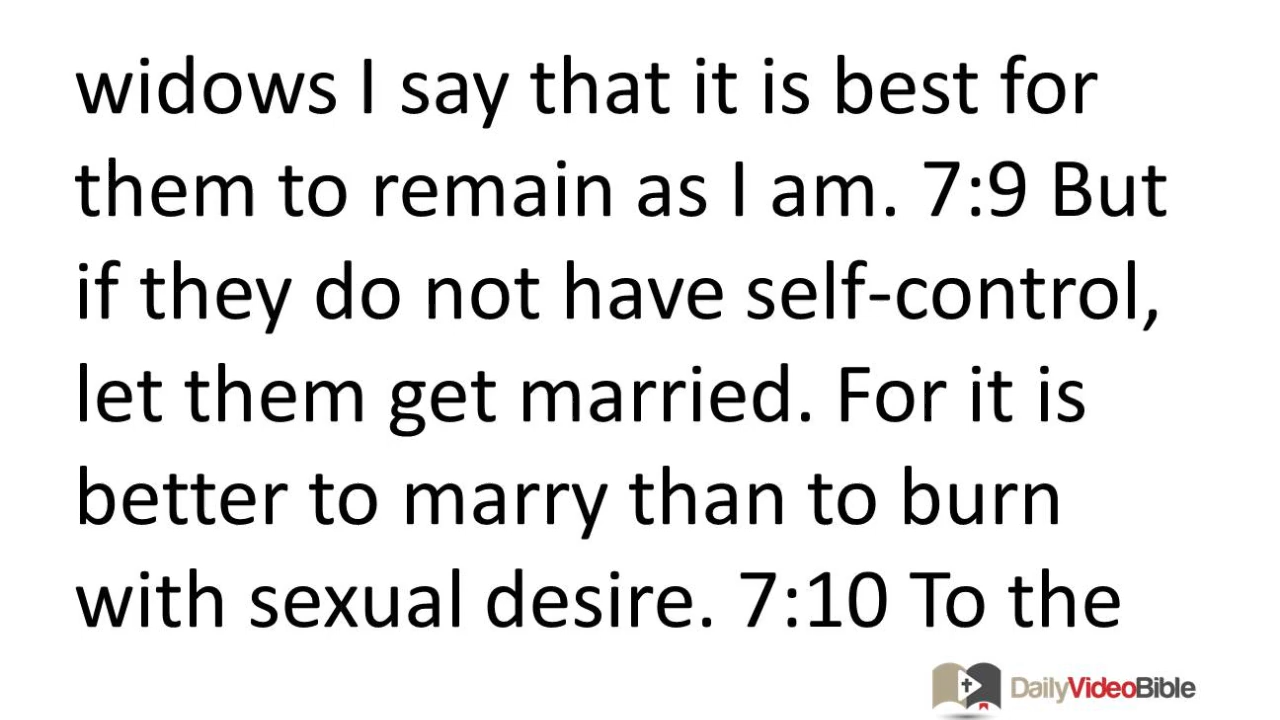 widows I say that it is best for
them to remain as I am. 7:9 But
if they do not have self-control,
let them get married. For it is
better to marry than to burn
with sexual desire. 7:10 To the
DailyVideoBible